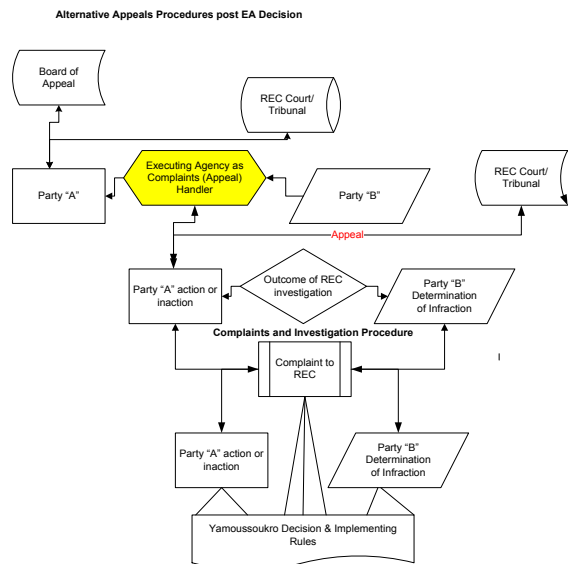 Alternative Appeals Procedures post EA Decision
Board of
Appeal
REC Court/
Tribunal
Executing Agency as
Complaints (Appeal)
Handler
Party “A”
Party “B”
REC Court/
Tribunal
Appeal
Party “A” action or
inaction
Outcome of REC
investigation
Party “B”
Determination
of Infraction
Complaints and Investigation Procedure
Complaint to
REC
I
Party “A” action or
inaction
Party “B”
Determination
of Infraction
Yamoussoukro Decision & Implementing
Rules